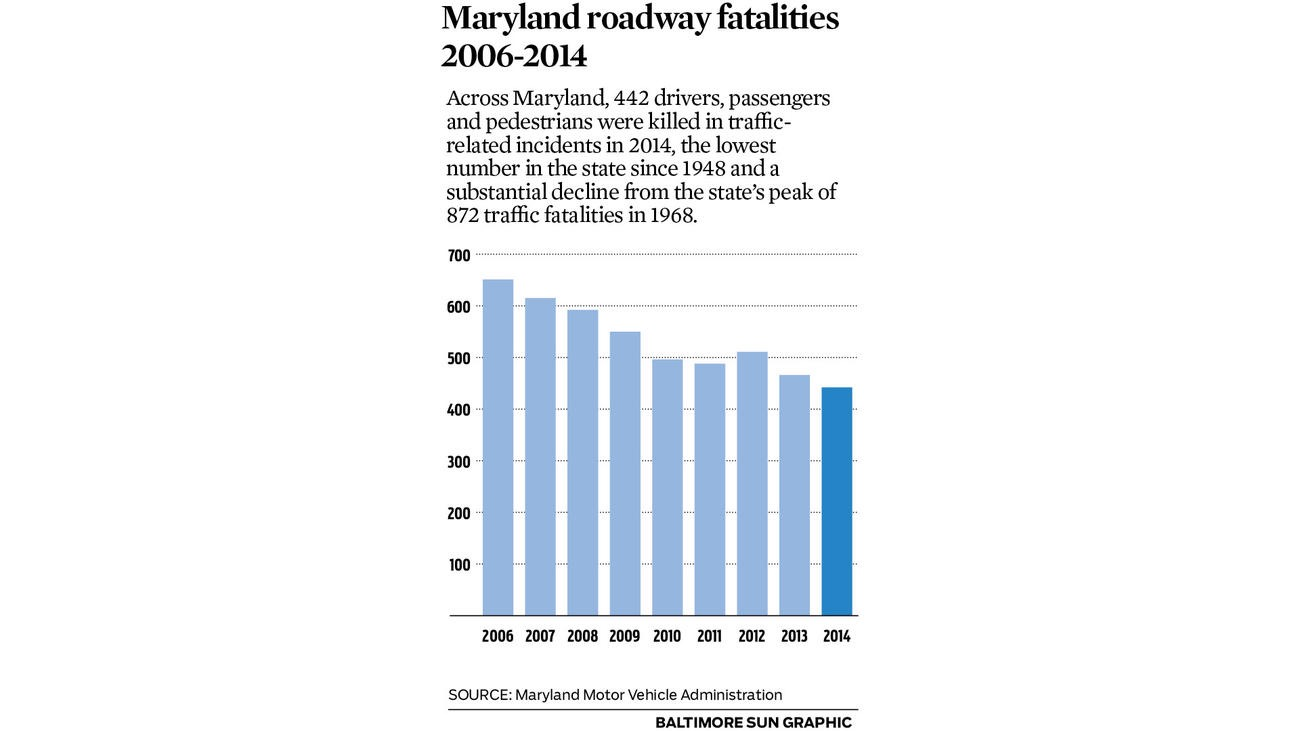 Maryland roadway fatalities
2006-2014
Across Maryland, 442 drivers, passengers
and pedestrians were killed in traffic-
related incidents in 2014, the lowest
number in the state since 1948 and a
substantial decline from the state’s peak of
872 traffic fatalities in 1968.
700
600
500
400
300
200
100
2006 2007 2008 2009 2010 2011 2012 2013 2014
SOURCE: Maryland Motor Vehicle Administration
BALTIMORE SUN GRAPHIC